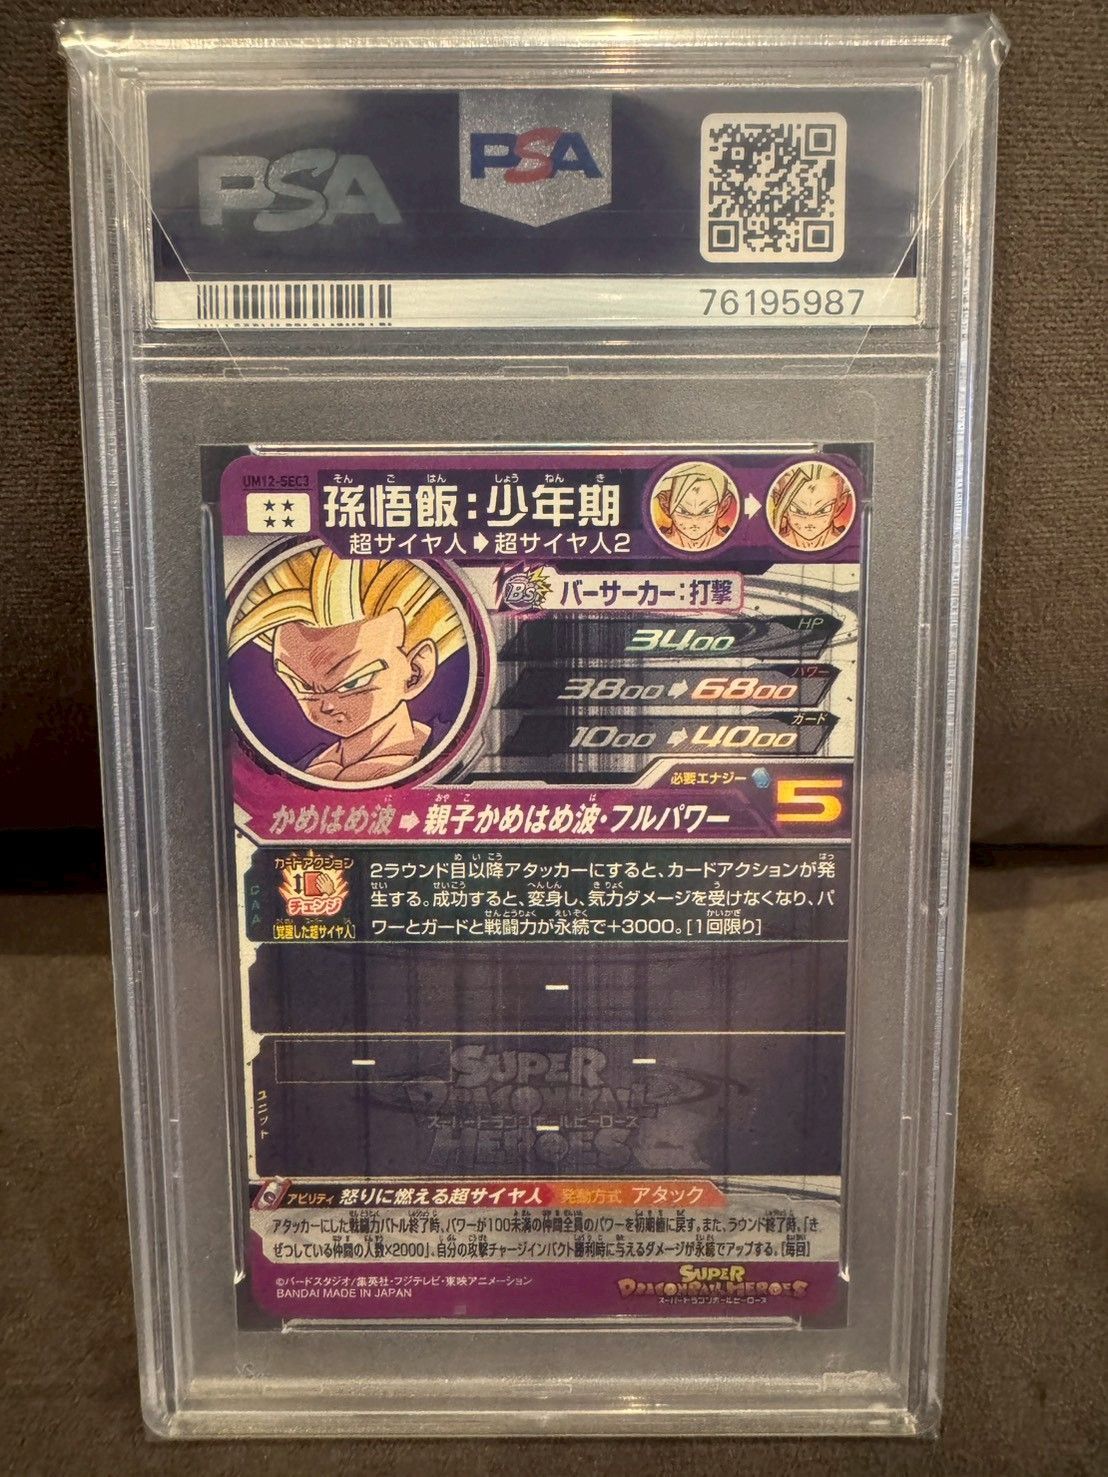 PSA
PSA
76195987
UM12-SEC3
孫悟飯:少年期
超サイヤ人➡超サイヤ人2
Bs バーサーカー:打撃
HP
3400
パワー
3800➡6800
ガード
1000➡4000
必要エナジー 5
かめはめ波➡親子かめはめ波・フルパワー
カードアクション
チェンジ
[覚醒した超サイヤ人]
CAA
2ラウンド目以降アタッカーにすると、カードアクションが発
生する。成功すると、変身し、気力ダメージを受けなくなり、パ
ワーとガードと戦闘力が永続で+3000。[1回限り]
ー
ユニット
ー
ー
ー
SUPER
DRAGONBALL
スーパードラゴンボールヒーローズ
HEROES
アビリティ 怒りに燃える超サイヤ人 発動方式 アタック
アタッカーにした戦闘力バトル終了時、パワーが100未満の仲間全員のパワーを初期値に戻す。また、ラウンド終了時、「き
ぜつしている仲間の人数×2000」、自分の攻撃チャージインパクト勝利時に与えるダメージが永続でアップする。[毎回]
©バードスタジオ/集英社・フジテレビ・東映アニメーション
BANDAI MADE IN JAPAN
SUPER
DRAGONBALL HEROES
スーパードラゴンボールヒーローズ